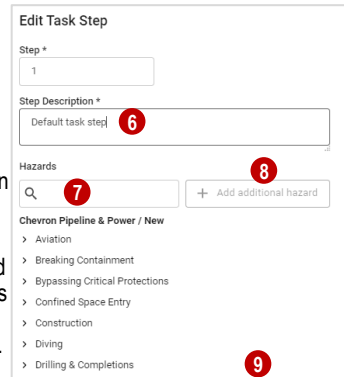 Edit Task Step
Step *
1
Step Description *
Default task step 6
Hazards
8
7 + Add additional hazard
Chevron Pipeline & Power / New
> Aviation
> Breaking Containment
> Bypassing Critical Protections
> Confined Space Entry
> Construction
> Diving
> Drilling & Completions
9